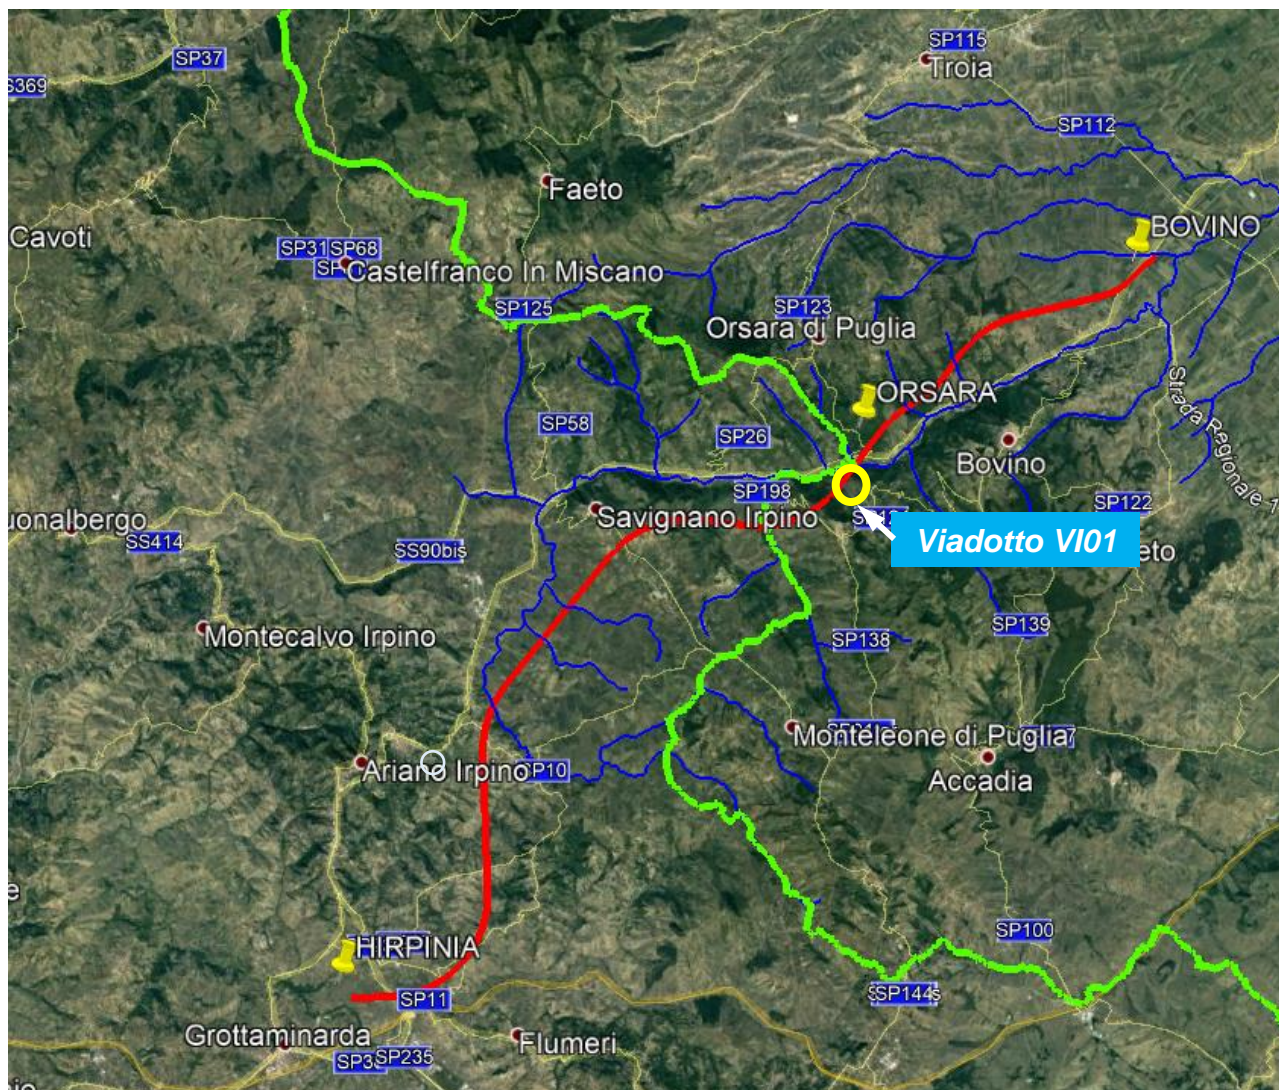 SP115
Troia
SP37
S369
SP112
Faeto
BOVINO
Cavoti
SP31
SP68
Castelfranco In Miscano
SP125
SP123
Orsara di Puglia
ORSARA
Strada Regionale 1
SP58
SP26
Bovino
SP198
SP122
Savignano Irpino
uonalbergo
SS414
SS90bis
Viadotto VI01
eto
Montecalvo Irpino
SP139
SP138
Monteleone di Puglia
Ariano Irpino
SP10
Accadia
e
SP100
HIRPINIA
SP11
SP144
Grottaminarda
SP235
Flumeri